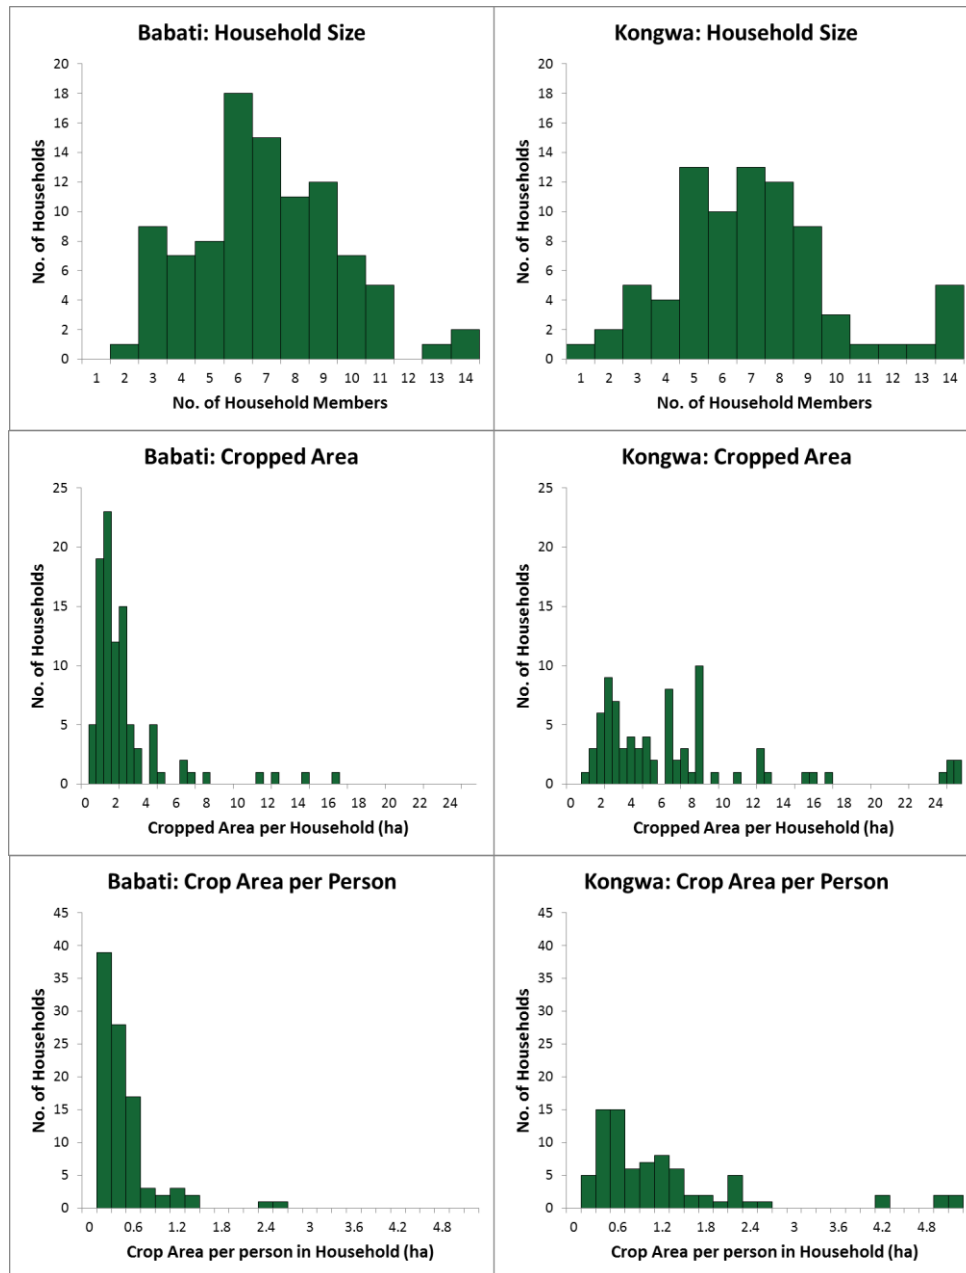 Babati: Household Size
No. of Households
20
18
16
14
12
10
8
6
4
2
0
1 2 3 4 5 6 7 8 9 10 11 12 13 14
No. of Household Members
Kongwa: Household Size
No. of Households
20
18
16
14
12
10
8
6
4
2
0
1 2 3 4 5 6 7 8 9 10 11 12 13 14
No. of Household Members
Babati: Cropped Area
No. of Households
25
20
15
10
5
0
0 2 4 6 8 10 12 14 16 18 20 22 24
Cropped Area per Household (ha)
Kongwa: Cropped Area
No. of Households
25
20
15
10
5
0
0 2 4 6 8 10 12 14 16 18 20 22 24
Cropped Area per Household (ha)
Babati: Crop Area per Person
No. of Households
45
40
35
30
25
20
15
10
5
0
0 0.6 1.2 1.8 2.4 3 3.6 4.2 4.8
Crop Area per person in Household (ha)
Kongwa: Crop Area per Person
No. of Households
45
40
35
30
25
20
15
10
5
0
0 0.6 1.2 1.8 2.4 3 3.6 4.2 4.8
Crop Area per person in Household (ha)